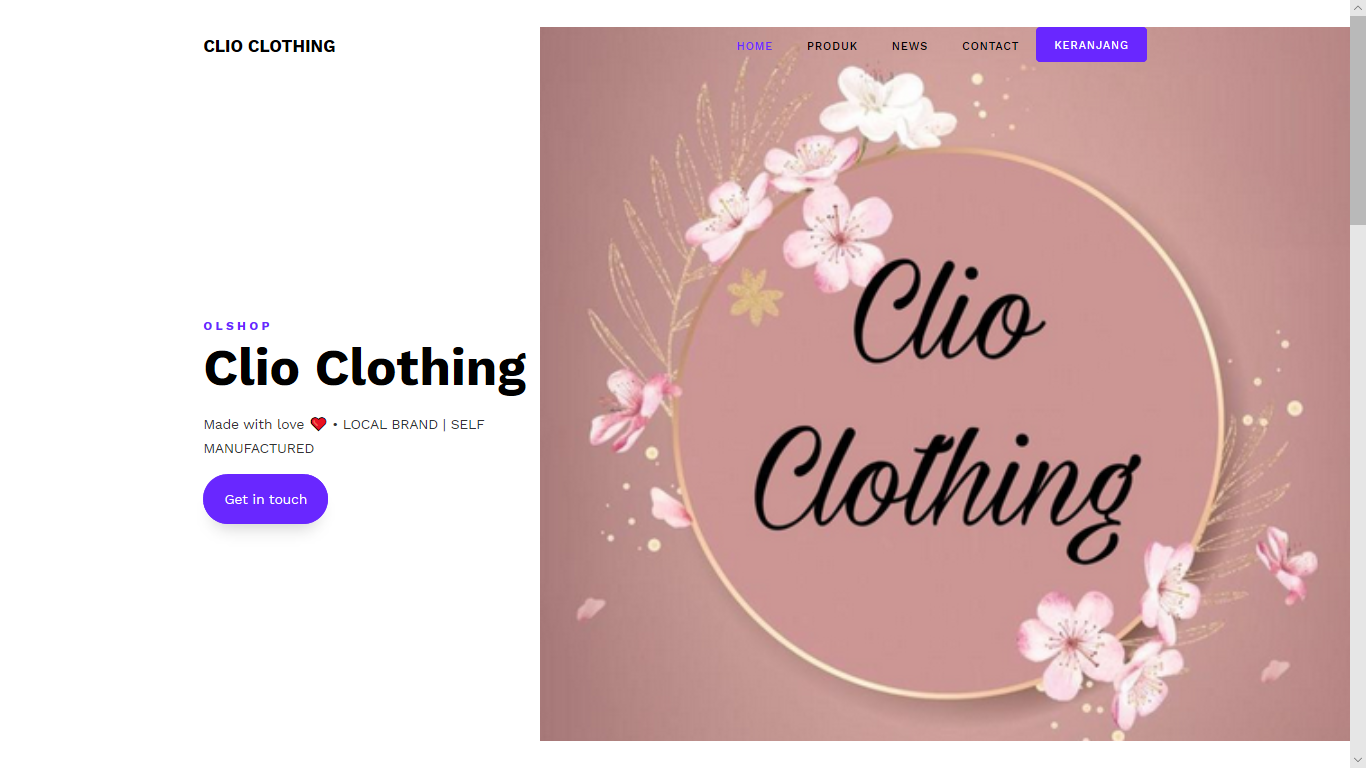 CLIO CLOTHING
HOME PRODUK NEWS CONTACT KERANJANG
OLSHOP
Clio Clothing
Made with love ❤ • LOCAL BRAND | SELF
MANUFACTURED
Get in touch
Clio
Clothing